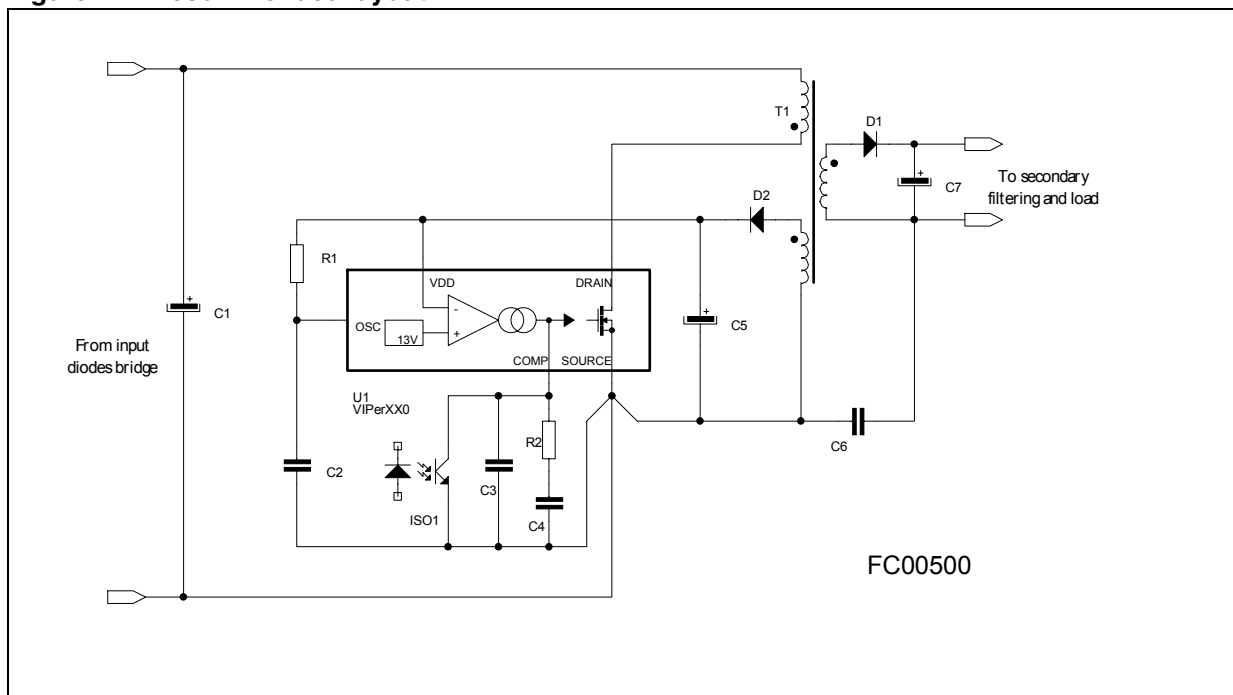 T1
D1
+
C7
To secondary
filtering and load
D2
R1
VDD
DRAIN
-
+
OSC
13V
COMP
SOURCE
+
C5
+
C1
From input
diodes bridge
U1
VIPerXX0
R2
C6
C2
C3
ISO1
C4
FC00500